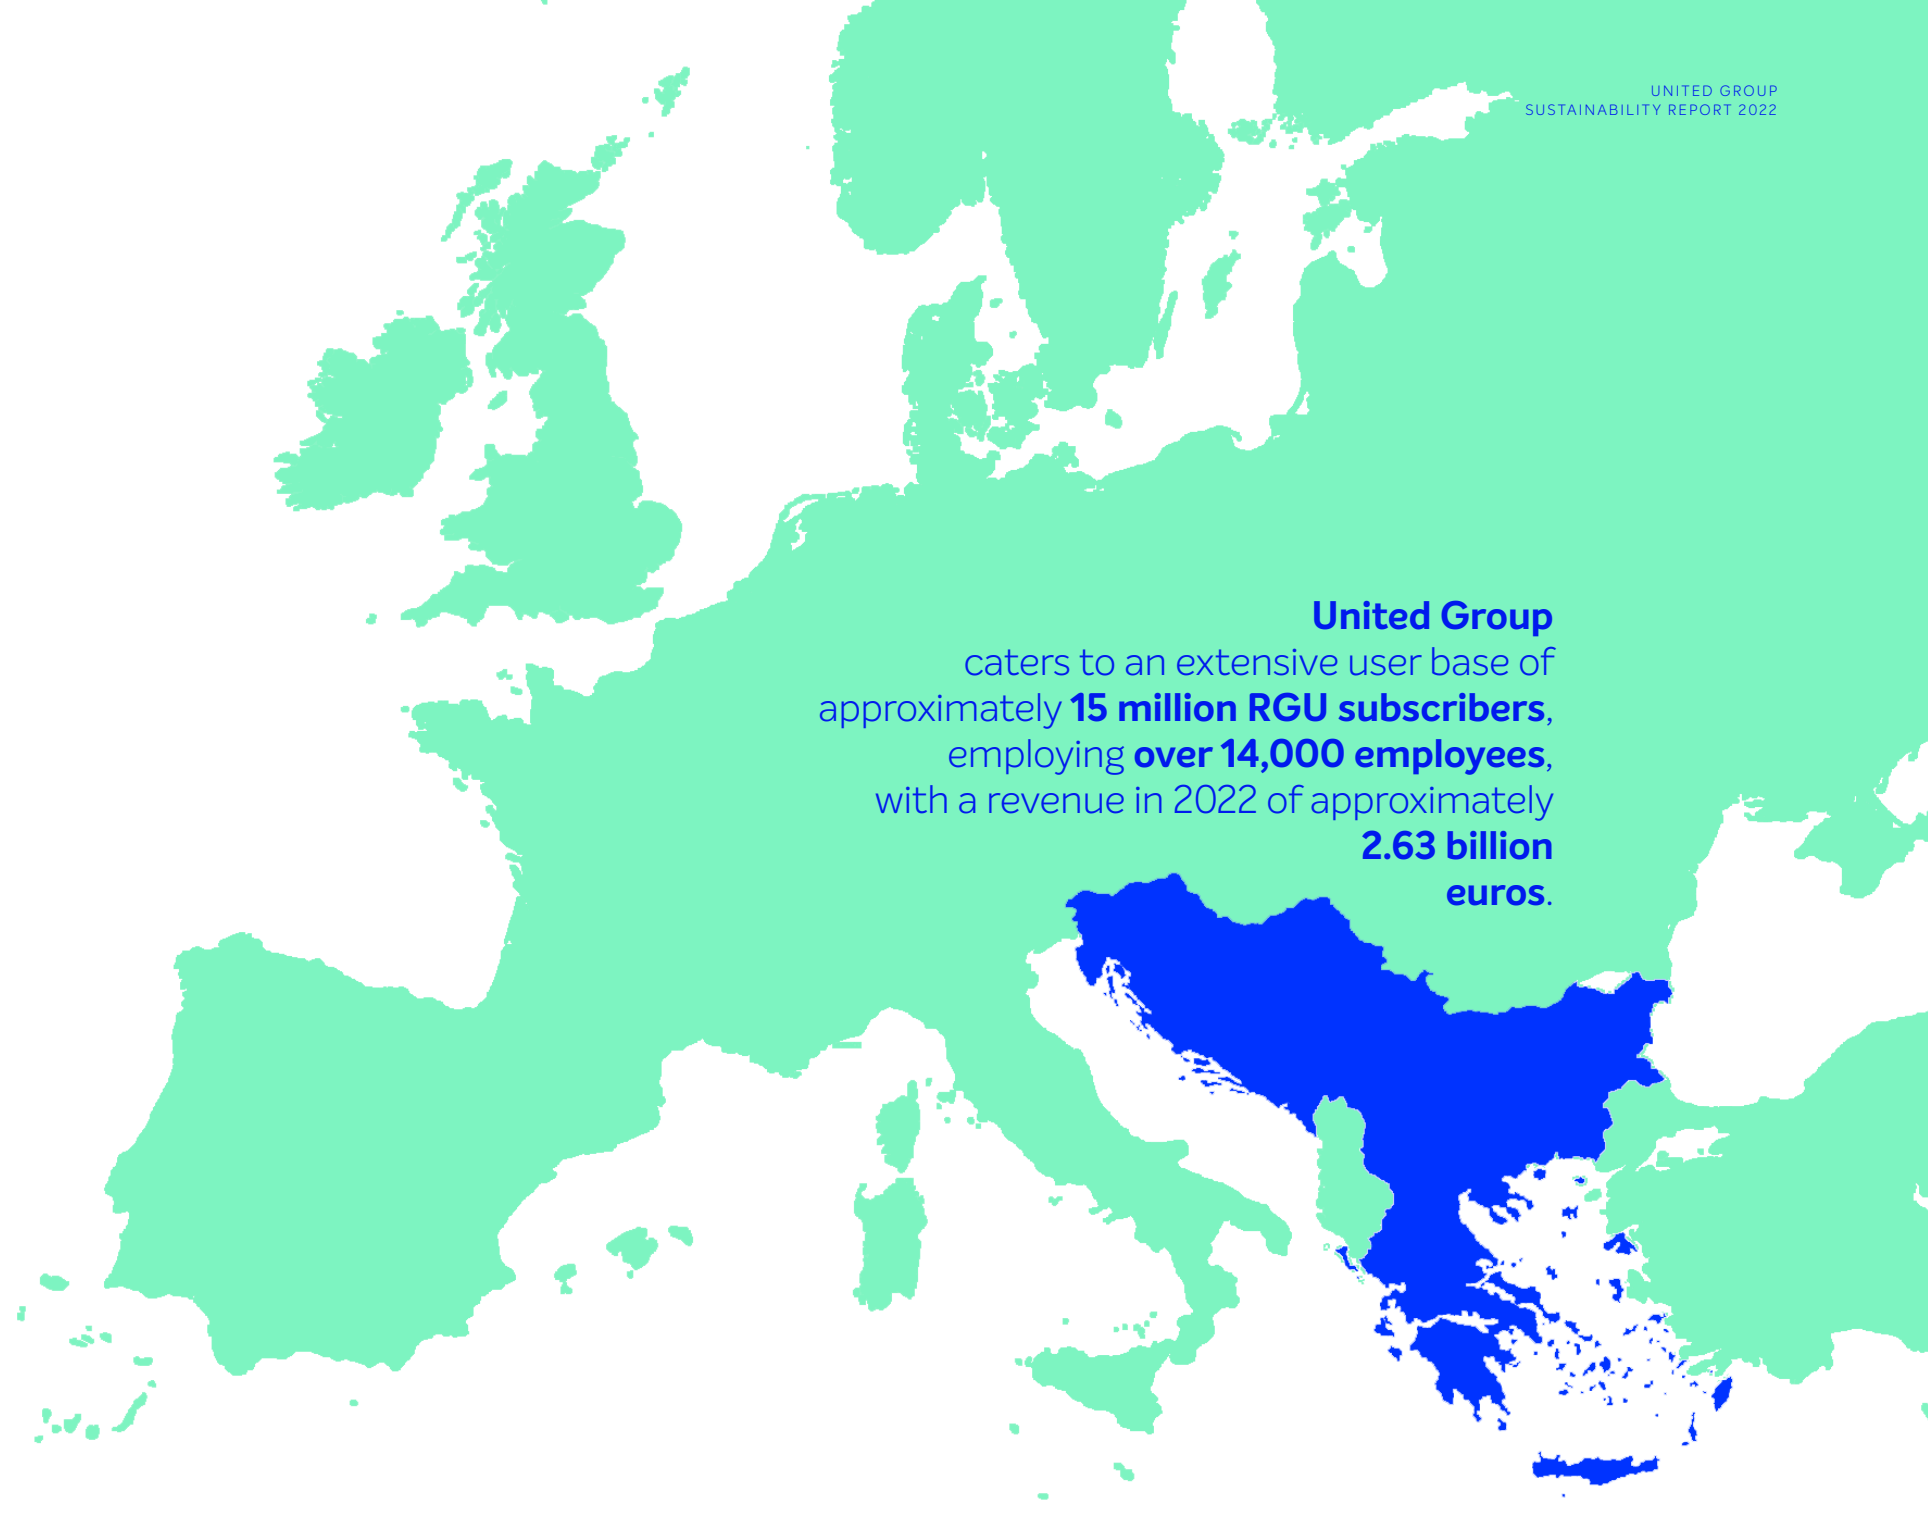 UNITED GROUP
SUSTAINABILITY REPORT 2022
United Group
caters to an extensive user base of
approximately 15 million RGU subscribers,
employing over 14,000 employees,
with a revenue in 2022 of approximately
2.63 billion
euros.